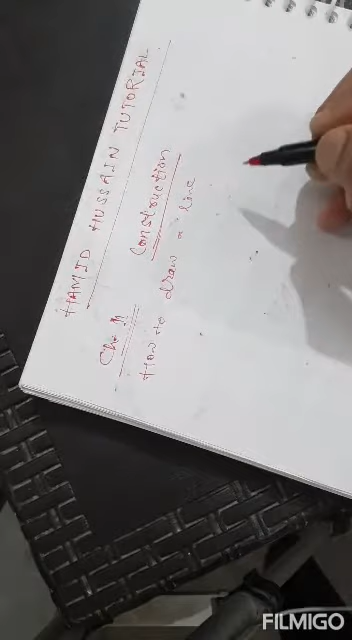 HAMID HUSSAIN TUTORIAL
Ch. 11 Construction
How to draw a line
FILMIGO